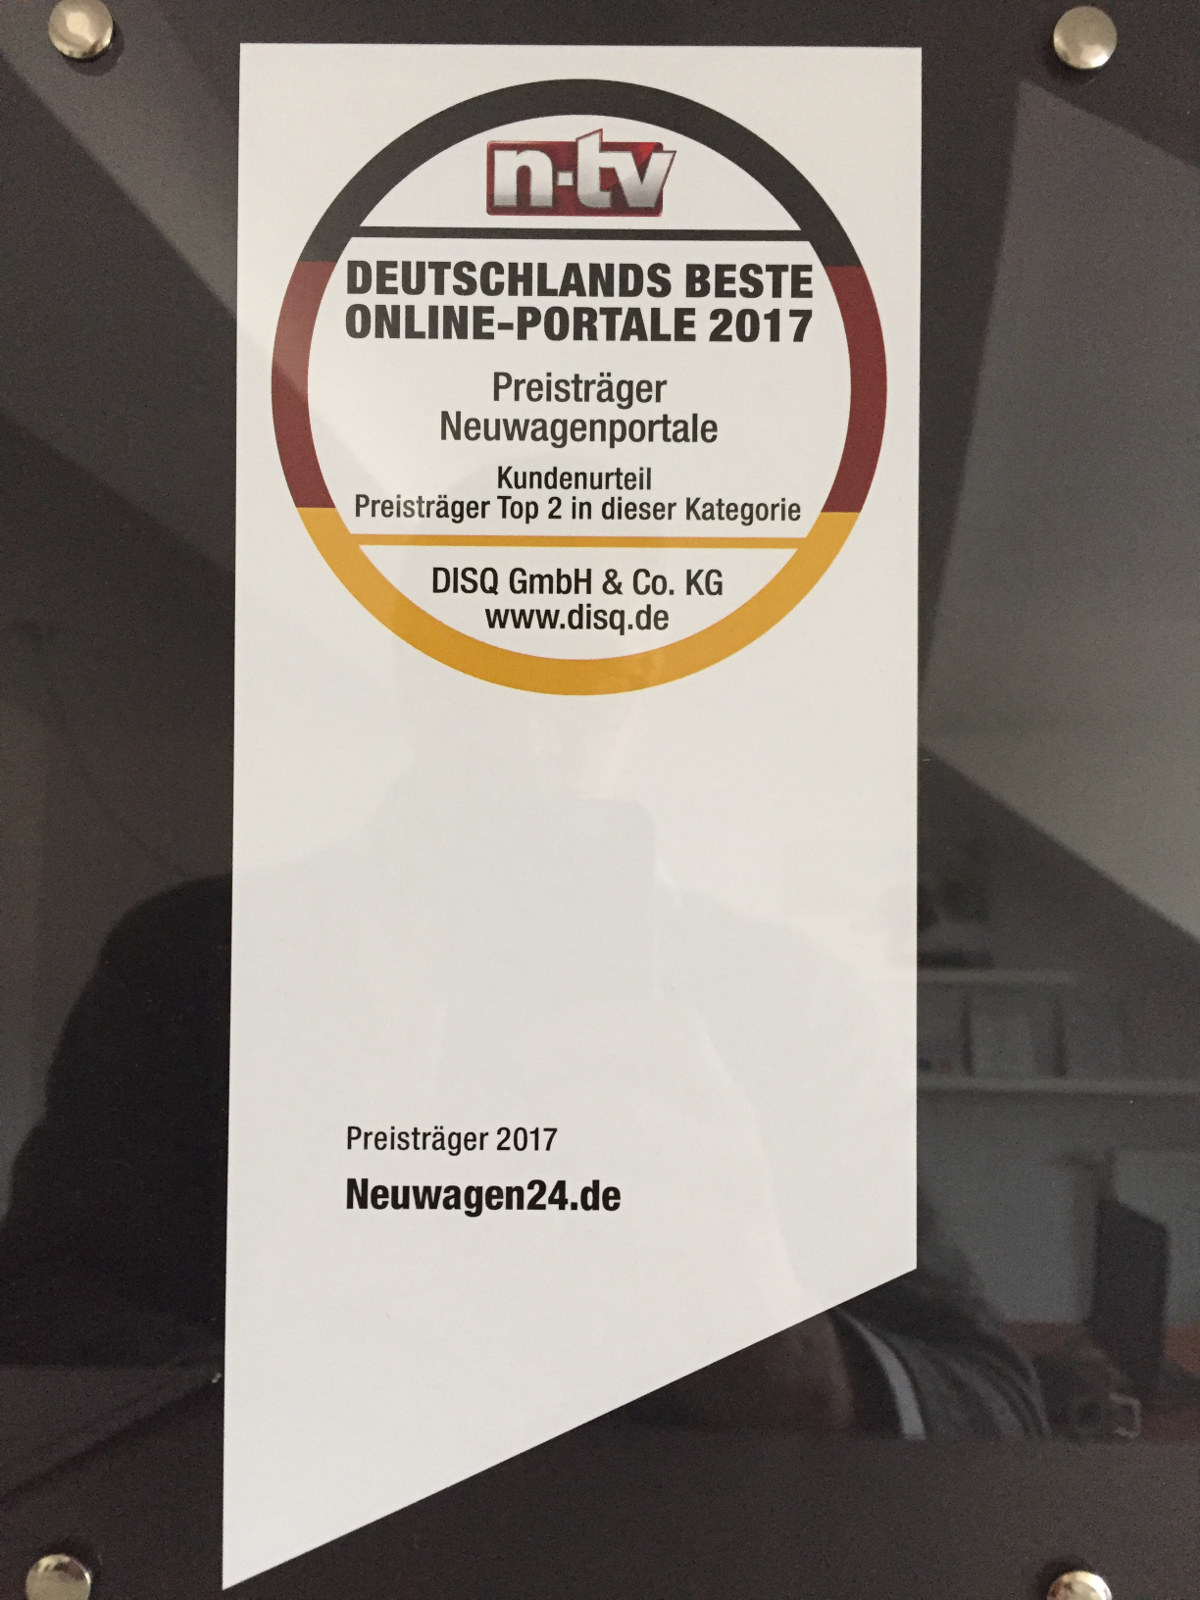 n-tv
DEUTSCHLANDS BESTE
ONLINE-PORTALE 2017
Preisträger
Neuwagenportale
Kundenurteil
Preisträger Top 2 in dieser Kategorie
DISQ GmbH & Co. KG
www.disq.de
Preisträger 2017
Neuwagen24.de